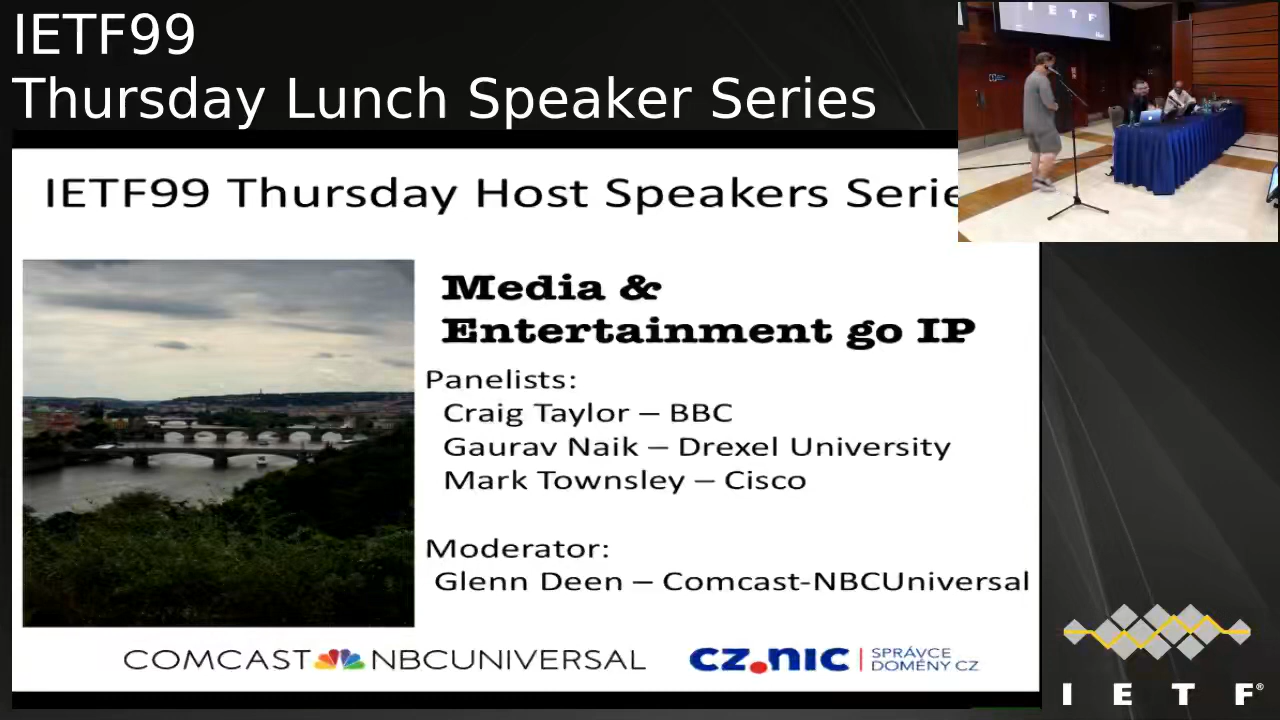 IETF99
Thursday Lunch Speaker Series
I E T F
IETF99 Thursday Host Speakers Serie
Media &
Entertainment go IP
Panelists:
Craig Taylor – BBC
Gaurav Naik – Drexel University
Mark Townsley – Cisco
Moderator:
Glenn Deen – Comcast-NBCUniversal
COMCAST NBCUNIVERSAL
CZ.NIC | SPRÁVCE
DOMÉNY CZ
I E T F®